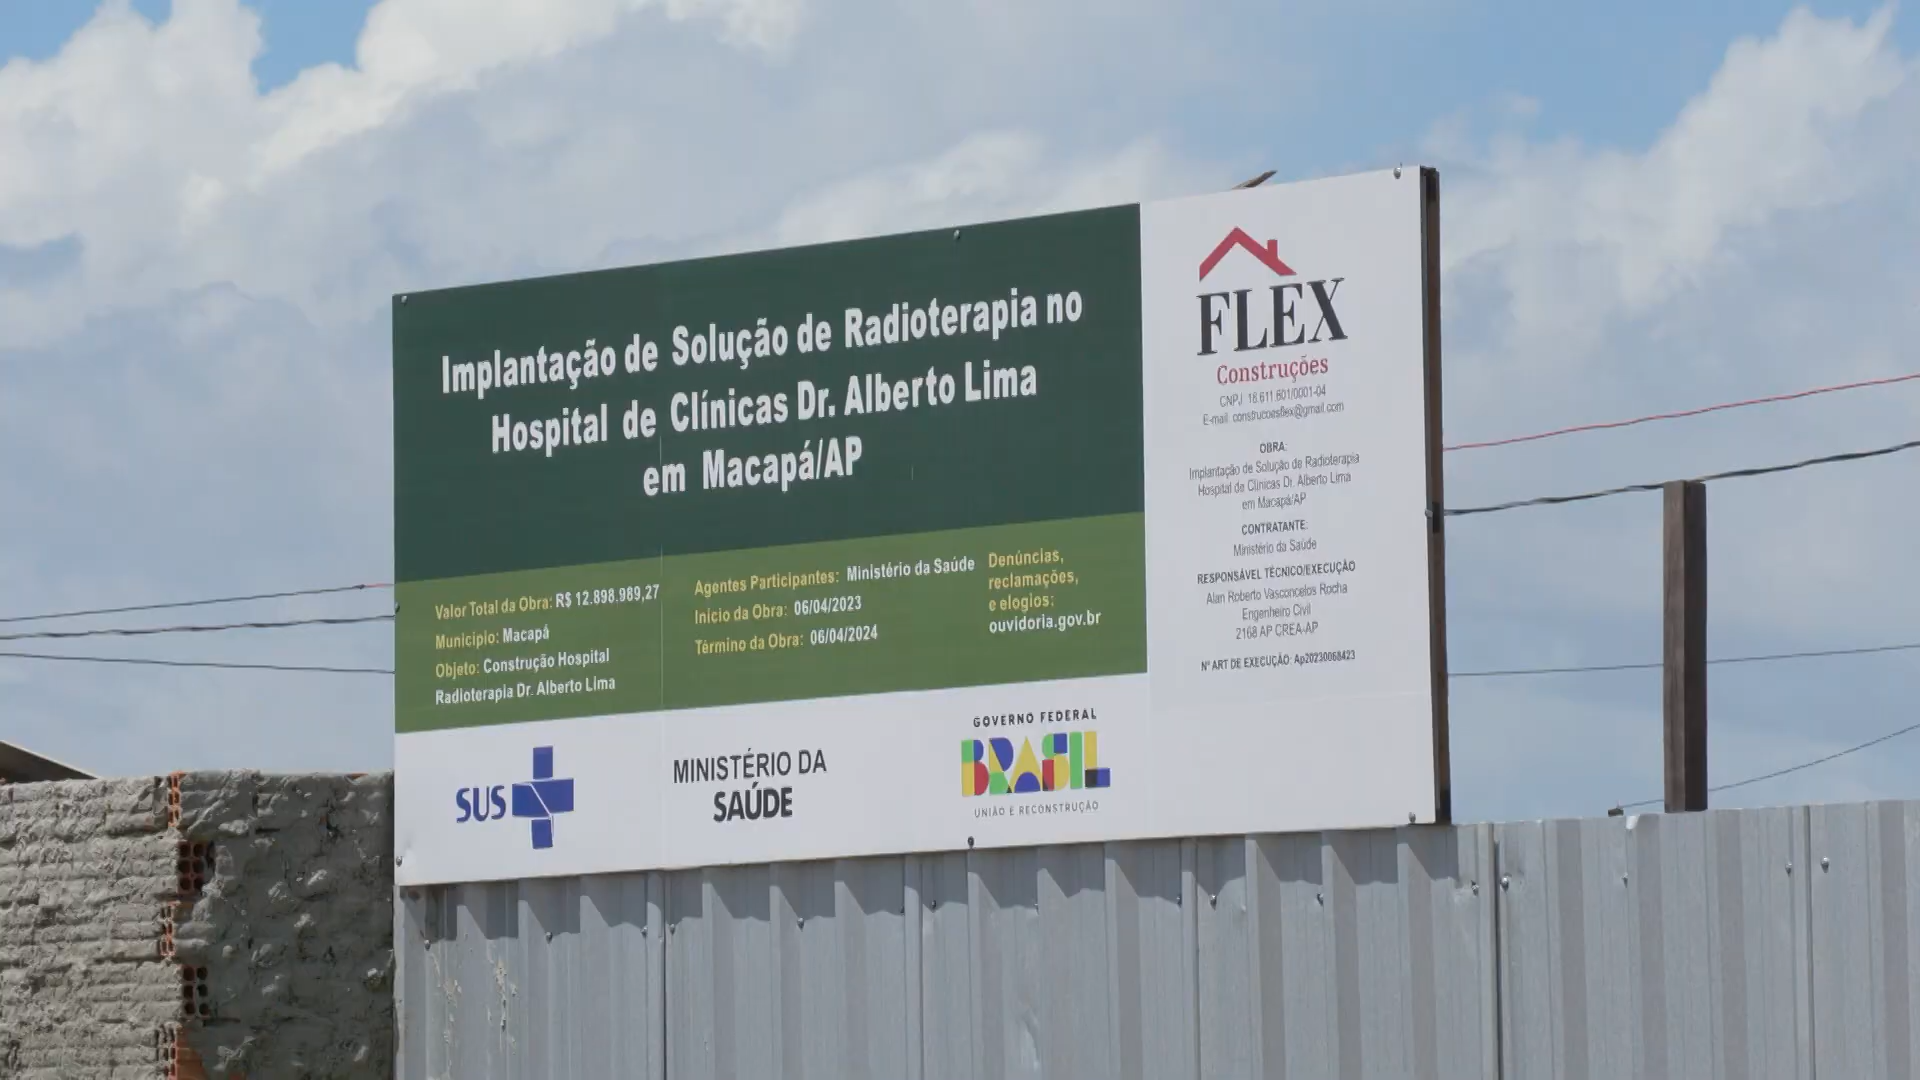 Implantação de Solução de Radioterapia no
Hospital de Clínicas Dr. Alberto Lima
em Macapá/AP
Valor Total da Obra: R$ 12.898.989,27
Município: Macapá
Objeto: Construção Hospital
Radioterapia Dr. Alberto Lima
Agentes Participantes: Ministério da Saúde
Início da Obra: 06/04/2023
Término da Obra: 06/04/2024
Denúncias,
reclamações,
e elogios:
ouvidoria.gov.br
SUS
MINISTÉRIO DA
SAÚDE
GOVERNO FEDERAL
BRASIL
UNIÃO E RECONSTRUÇÃO
FLEX
Construções
CNPJ 18.611.601/0001-04
E-mail construcoesflex@gmail.com
OBRA:
Implantação de Solução de Radioterapia
Hospital de Clínicas Dr. Alberto Lima
em Macapá/AP
CONTRATANTE:
Ministério da Saúde
RESPONSÁVEL TÉCNICO/EXECUÇÃO
Alan Roberto Vasconcelos Rocha
Engenheiro Civil
2168 AP CREA-AP
Nº ART DE EXECUÇÃO: Ap20230068423